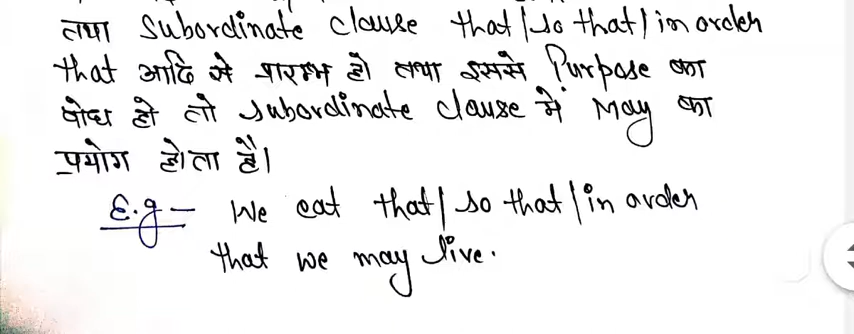 तथा Subordinate clause that/so that/in order
that आदि से प्रारम्भ हो तथा इससे Purpose का
बोध हो तो subordinate clause में May का
प्रयोग होता है।
E.g- We eat that/so that/in order
that we may live.